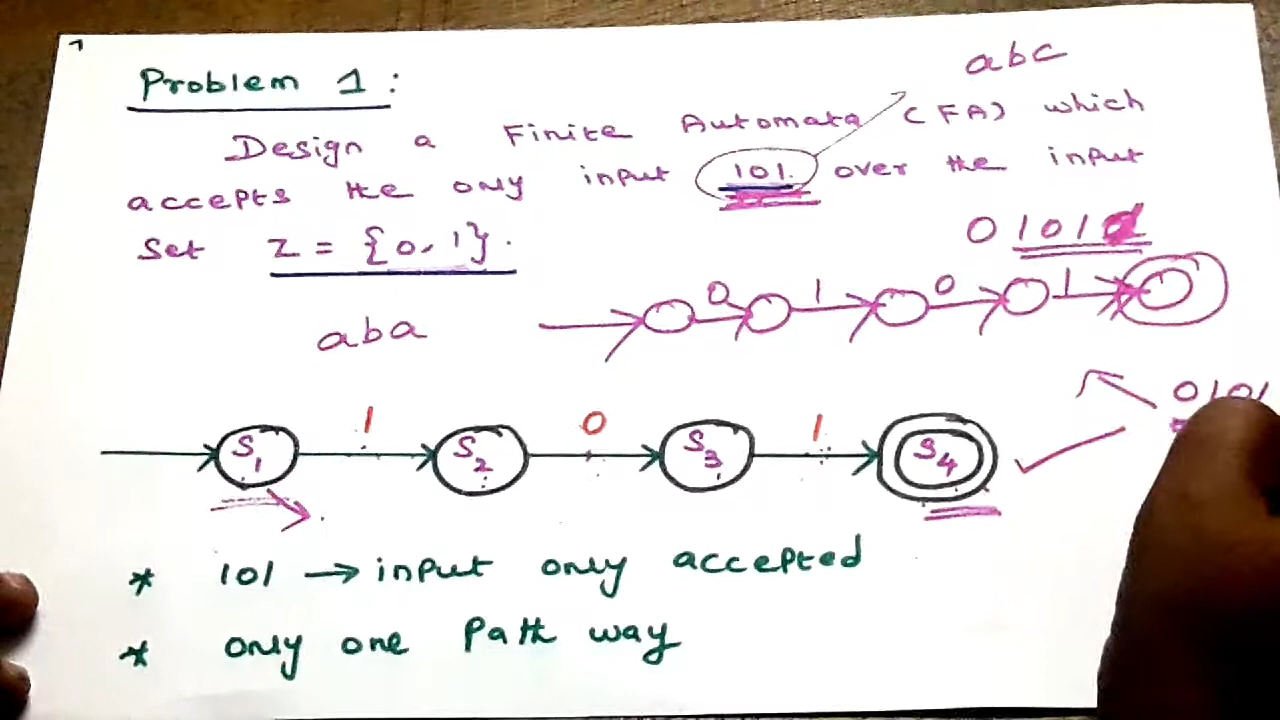 Problem 1 :
abc
Design a Finite Automata (FA) which
accepts the only input 101. over the input
Set Σ = {0, 1}.
0101
aba
0 1 0 1
1 0 1
S1 S2 S3 S4
0101
* 101 → input only accepted
* only one Path way